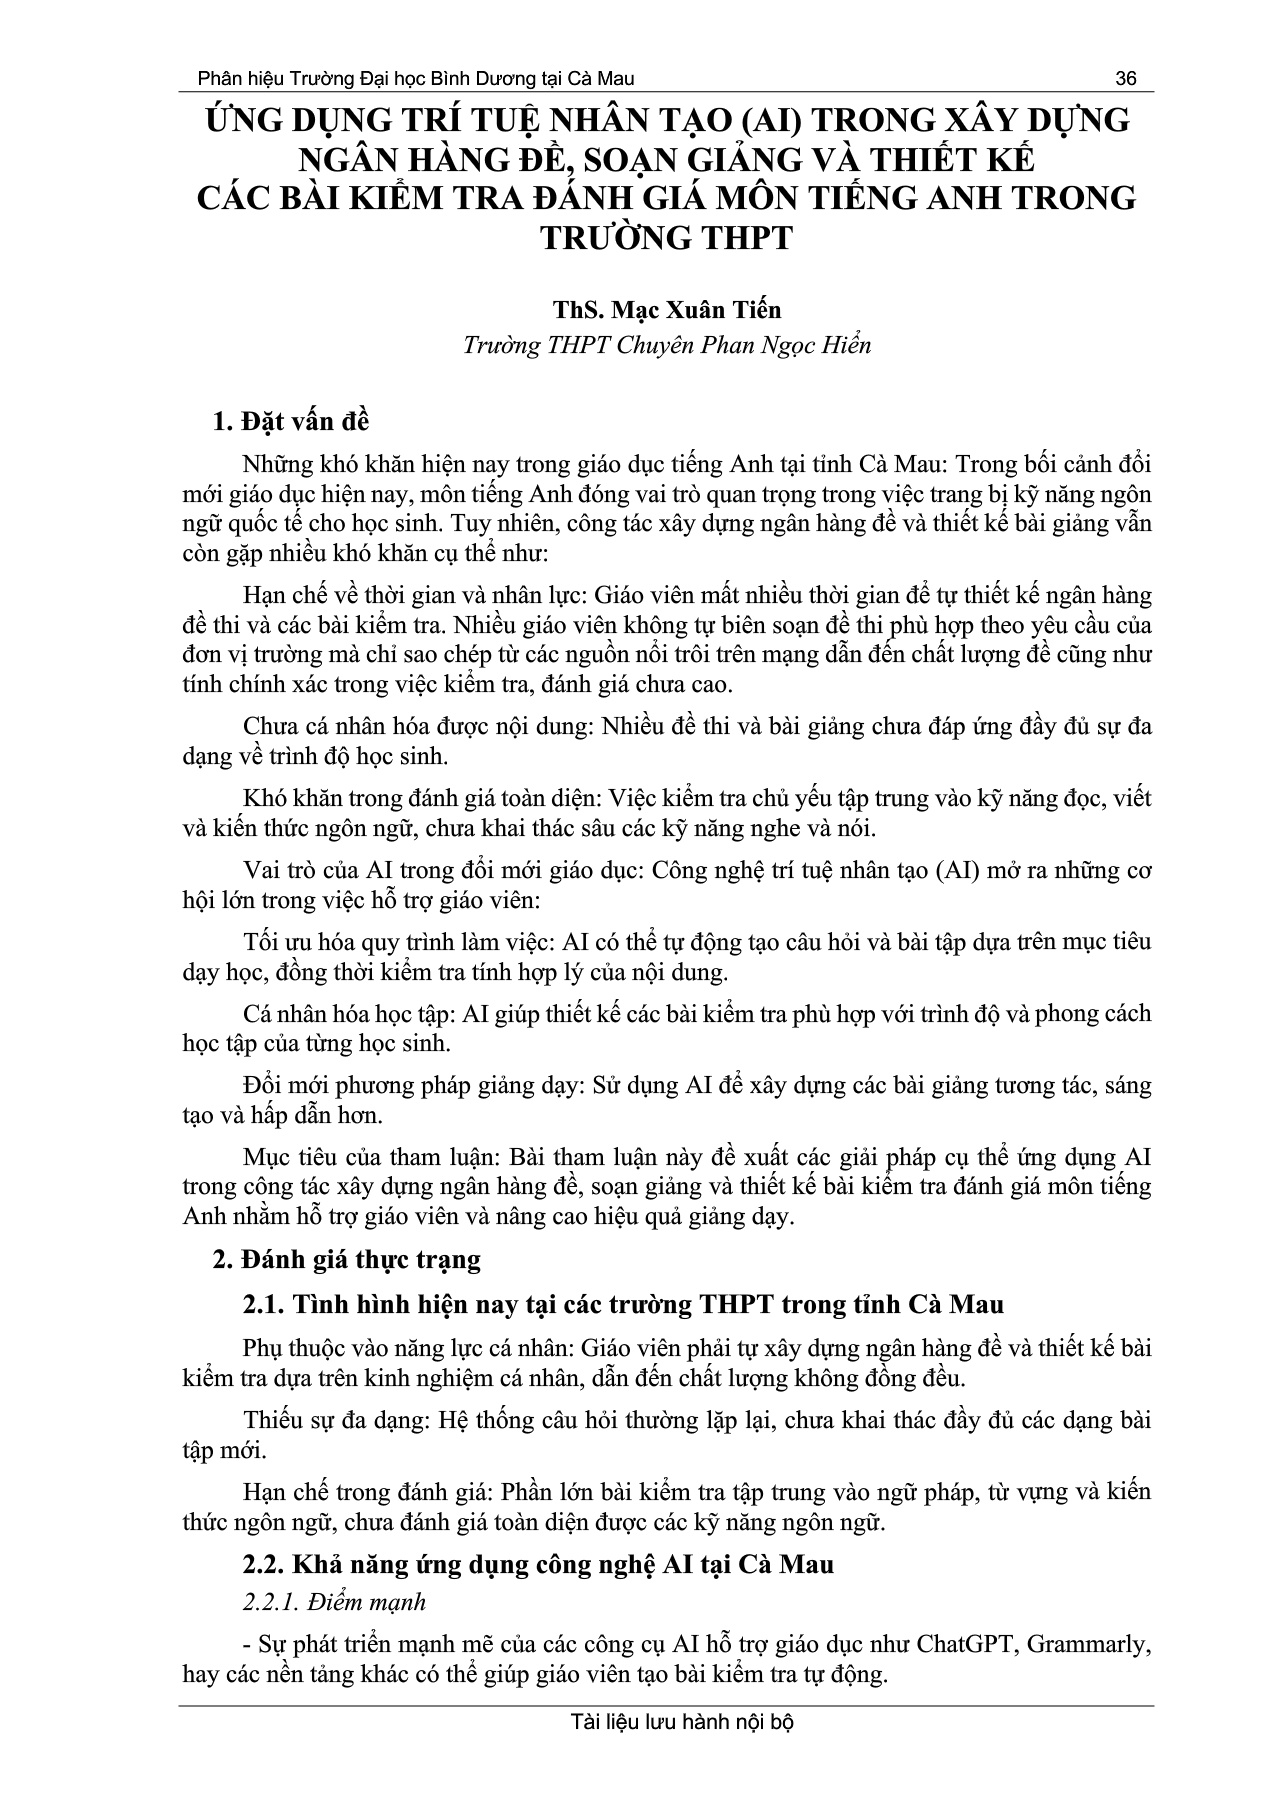 Phân hiệu Trường Đại học Bình Dương tại Cà Mau 36
ỨNG DỤNG TRÍ TUỆ NHÂN TẠO (AI) TRONG XÂY DỰNG
NGÂN HÀNG ĐỀ, SOẠN GIẢNG VÀ THIẾT KẾ
CÁC BÀI KIỂM TRA ĐÁNH GIÁ MÔN TIẾNG ANH TRONG
TRƯỜNG THPT
ThS. Mạc Xuân Tiến
Trường THPT Chuyên Phan Ngọc Hiển
1. Đặt vấn đề
Những khó khăn hiện nay trong giáo dục tiếng Anh tại tỉnh Cà Mau: Trong bối cảnh đổi
mới giáo dục hiện nay, môn tiếng Anh đóng vai trò quan trọng trong việc trang bị kỹ năng ngôn
ngữ quốc tế cho học sinh. Tuy nhiên, công tác xây dựng ngân hàng đề và thiết kế bài giảng vẫn
còn gặp nhiều khó khăn cụ thể như:
Hạn chế về thời gian và nhân lực: Giáo viên mất nhiều thời gian để tự thiết kế ngân hàng
đề thi và các bài kiểm tra. Nhiều giáo viên không tự biên soạn đề thi phù hợp theo yêu cầu của
đơn vị trường mà chỉ sao chép từ các nguồn nổi trôi trên mạng dẫn đến chất lượng đề cũng như
tính chính xác trong việc kiểm tra, đánh giá chưa cao.
Chưa cá nhân hóa được nội dung: Nhiều đề thi và bài giảng chưa đáp ứng đầy đủ sự đa
dạng về trình độ học sinh.
Khó khăn trong đánh giá toàn diện: Việc kiểm tra chủ yếu tập trung vào kỹ năng đọc, viết
và kiến thức ngôn ngữ, chưa khai thác sâu các kỹ năng nghe và nói.
Vai trò của AI trong đổi mới giáo dục: Công nghệ trí tuệ nhân tạo (AI) mở ra những cơ
hội lớn trong việc hỗ trợ giáo viên:
Tối ưu hóa quy trình làm việc: AI có thể tự động tạo câu hỏi và bài tập dựa trên mục tiêu
dạy học, đồng thời kiểm tra tính hợp lý của nội dung.
Cá nhân hóa học tập: AI giúp thiết kế các bài kiểm tra phù hợp với trình độ và phong cách
học tập của từng học sinh.
Đổi mới phương pháp giảng dạy: Sử dụng AI để xây dựng các bài giảng tương tác, sáng
tạo và hấp dẫn hơn.
Mục tiêu của tham luận: Bài tham luận này đề xuất các giải pháp cụ thể ứng dụng AI
trong công tác xây dựng ngân hàng đề, soạn giảng và thiết kế bài kiểm tra đánh giá môn tiếng
Anh nhằm hỗ trợ giáo viên và nâng cao hiệu quả giảng dạy.
2. Đánh giá thực trạng
2.1. Tình hình hiện nay tại các trường THPT trong tỉnh Cà Mau
Phụ thuộc vào năng lực cá nhân: Giáo viên phải tự xây dựng ngân hàng đề và thiết kế bài
kiểm tra dựa trên kinh nghiệm cá nhân, dẫn đến chất lượng không đồng đều.
Thiếu sự đa dạng: Hệ thống câu hỏi thường lặp lại, chưa khai thác đầy đủ các dạng bài
tập mới.
Hạn chế trong đánh giá: Phần lớn bài kiểm tra tập trung vào ngữ pháp, từ vựng và kiến
thức ngôn ngữ, chưa đánh giá toàn diện được các kỹ năng ngôn ngữ.
2.2. Khả năng ứng dụng công nghệ AI tại Cà Mau
2.2.1. Điểm mạnh
- Sự phát triển mạnh mẽ của các công cụ AI hỗ trợ giáo dục như ChatGPT, Grammarly,
hay các nền tảng khác có thể giúp giáo viên tạo bài kiểm tra tự động.
Tài liệu lưu hành nội bộ